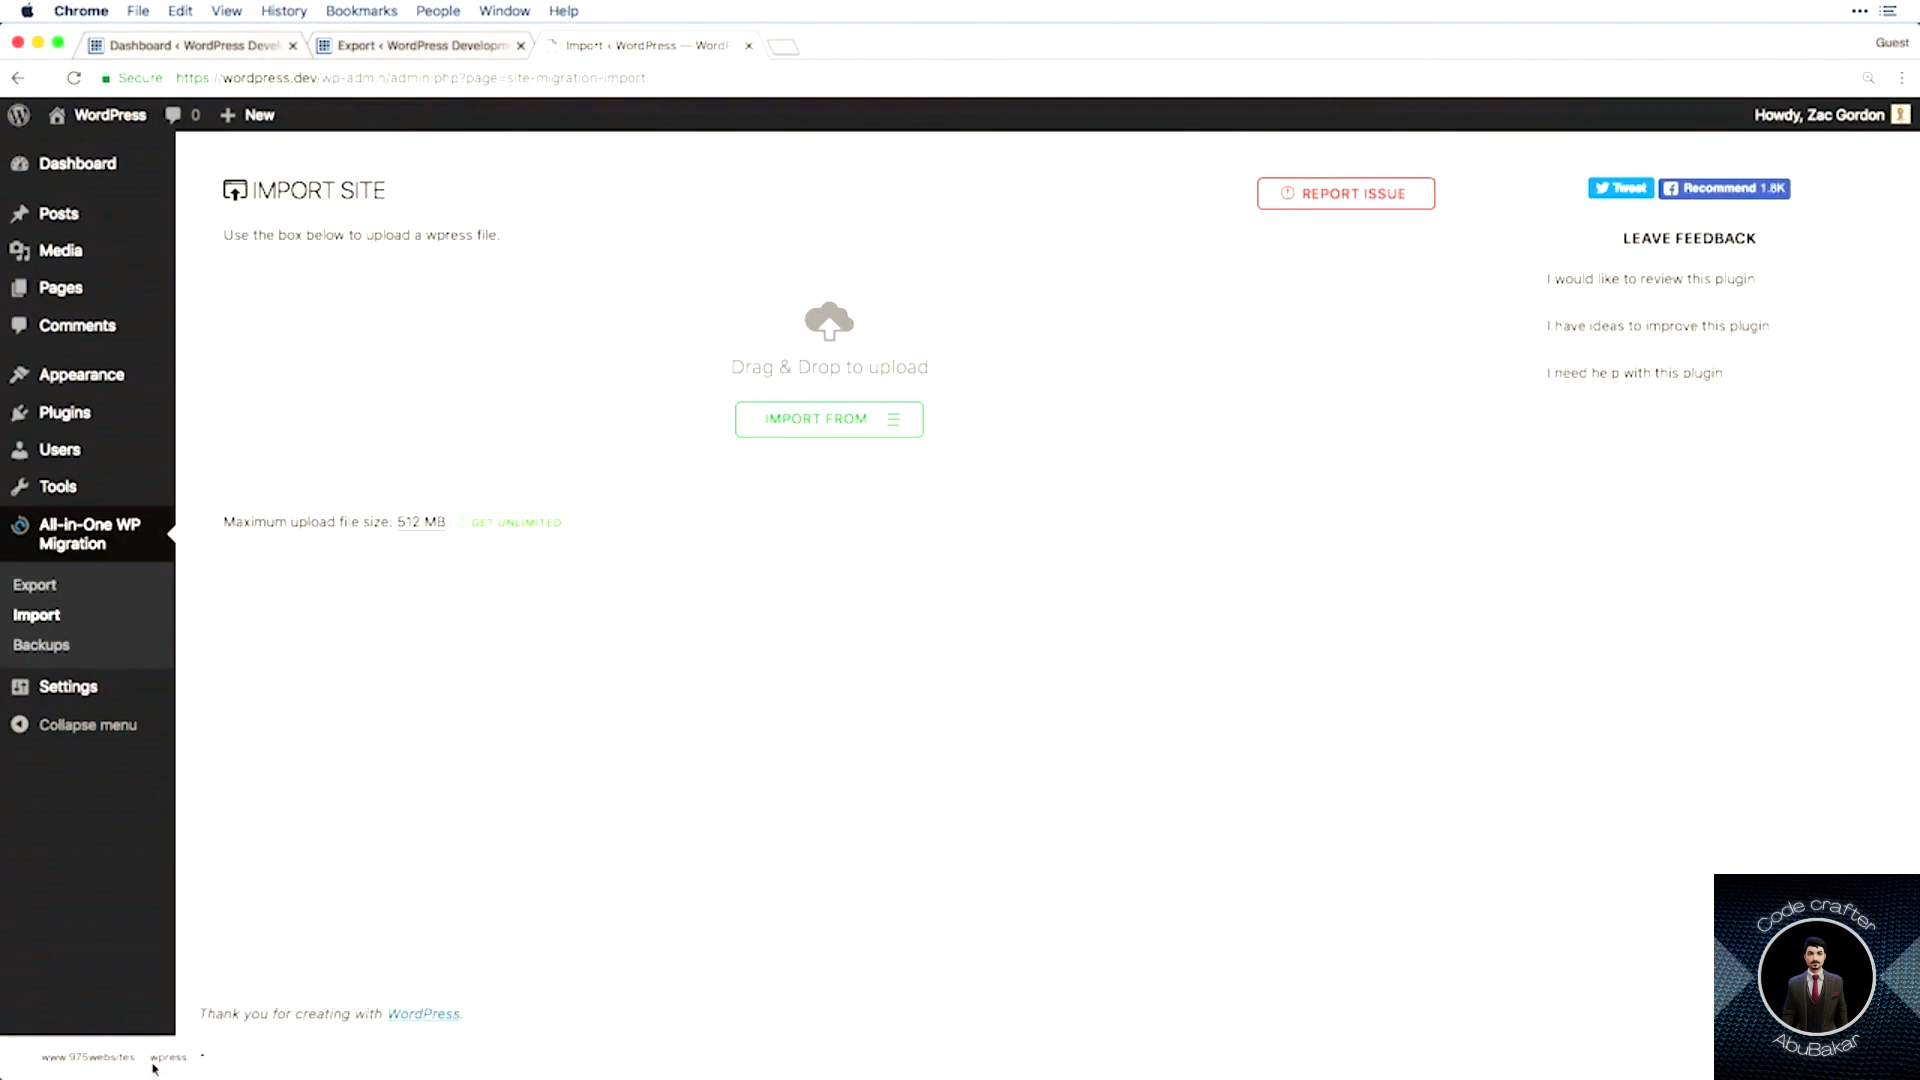 Chrome File Edit View History Bookmarks People Window Help
Dashboard ‹ WordPress Devel
Export ‹ WordPress Developm
Import ‹ WordPress — WordP
Guest
Secure https://wordpress.dev/wp-admin/admin.php?page=site-migration-import
WordPress 0 New
Howdy, Zac Gordon
Dashboard
Posts
Media
Pages
Comments
Appearance
Plugins
Users
Tools
All-in-One WP
Migration
Export
Import
Backups
Settings
Collapse menu
IMPORT SITE
Use the box below to upload a wpress file.
Drag & Drop to upload
IMPORT FROM
Maximum upload file size: 512 MB GET UNLIMITED
REPORT ISSUE
Tweet
Recommend 1.8K
LEAVE FEEDBACK
I would like to review this plugin
I have ideas to improve this plugin
I need help with this plugin
Thank you for creating with WordPress.
www.975websites wpress
Code crafter
AbuBakar